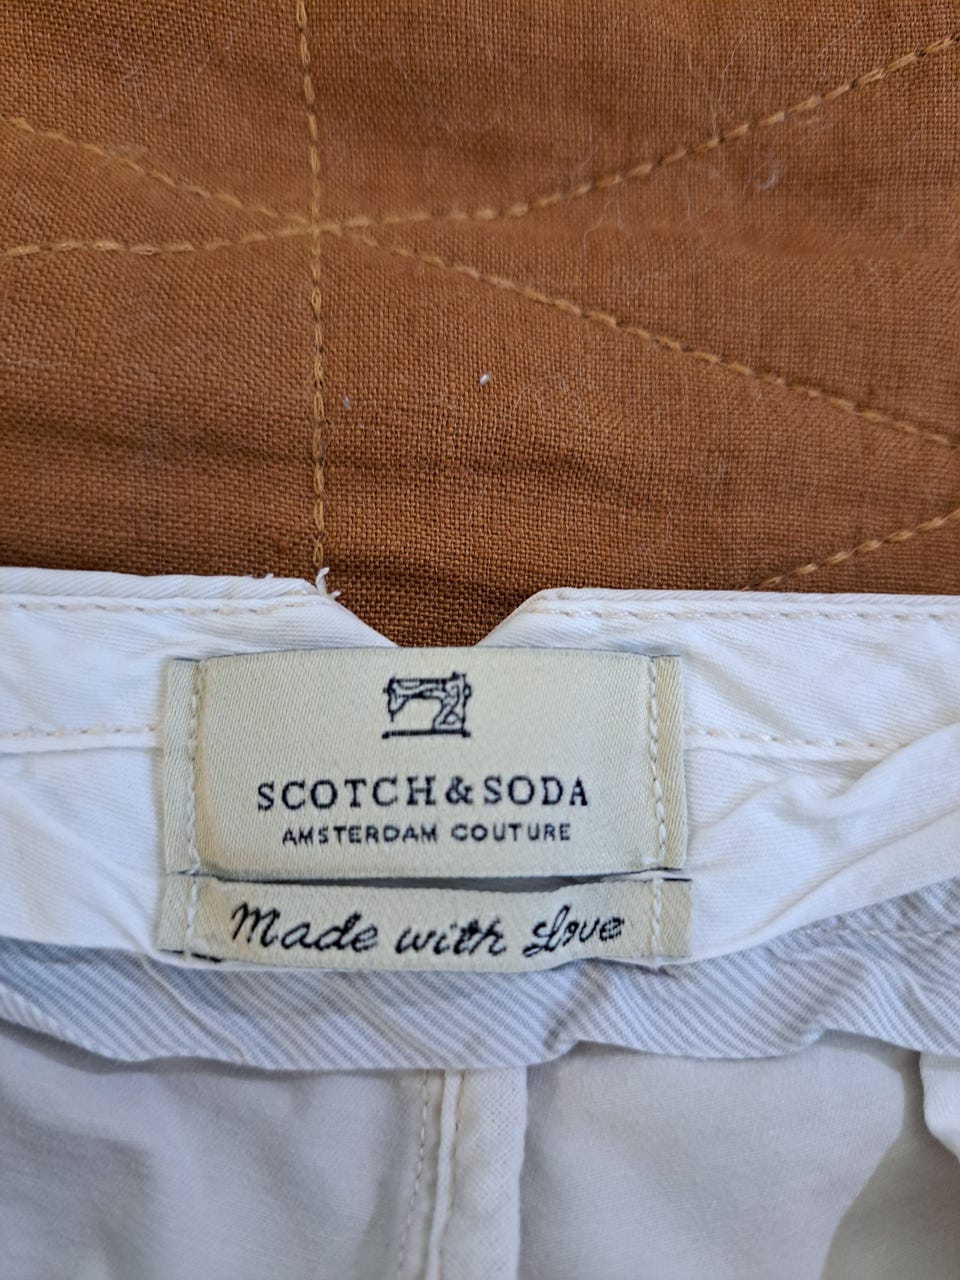 SCOTCH & SODA
AMSTERDAM COUTURE
Made with Love